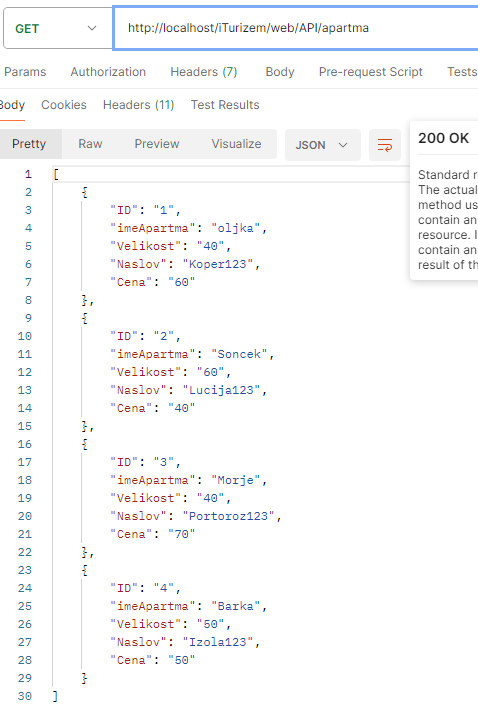 GET http://localhost/iTurizem/web/API/apartma
Params Authorization Headers (7) Body Pre-request Script Tests
Body Cookies Headers (11) Test Results
Pretty Raw Preview Visualize JSON
200 OK
Standard r
The actual
method us
contain an
resource. I
contain an
result of th
1 [
2 {
3 "ID": "1",
4 "imeApartma": "oljka",
5 "Velikost": "40",
6 "Naslov": "Koper123",
7 "Cena": "60"
8 },
9 {
10 "ID": "2",
11 "imeApartma": "Soncek",
12 "Velikost": "60",
13 "Naslov": "Lucija123",
14 "Cena": "40"
15 },
16 {
17 "ID": "3",
18 "imeApartma": "Morje",
19 "Velikost": "40",
20 "Naslov": "Portoroz123",
21 "Cena": "70"
22 },
23 {
24 "ID": "4",
25 "imeApartma": "Barka",
26 "Velikost": "50",
27 "Naslov": "Izola123",
28 "Cena": "50"
29 }
30 ]